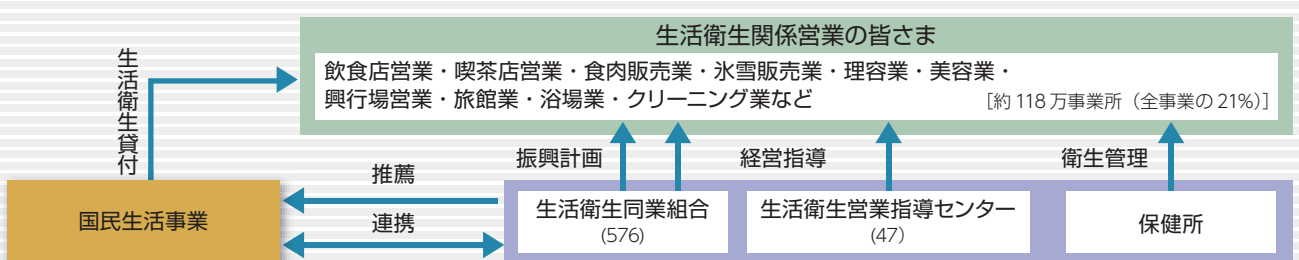 生活衛生関係営業の皆さま
飲食店営業・喫茶店営業・食肉販売業・氷雪販売業・理容業・美容業・
興行場営業・旅館業・浴場業・クリーニング業など
［約118万事業所（全事業の21%）］
生活衛生貸付
振興計画
経営指導
衛生管理
推薦
連携
国民生活事業
生活衛生同業組合
(576)
生活衛生営業指導センター
(47)
保健所